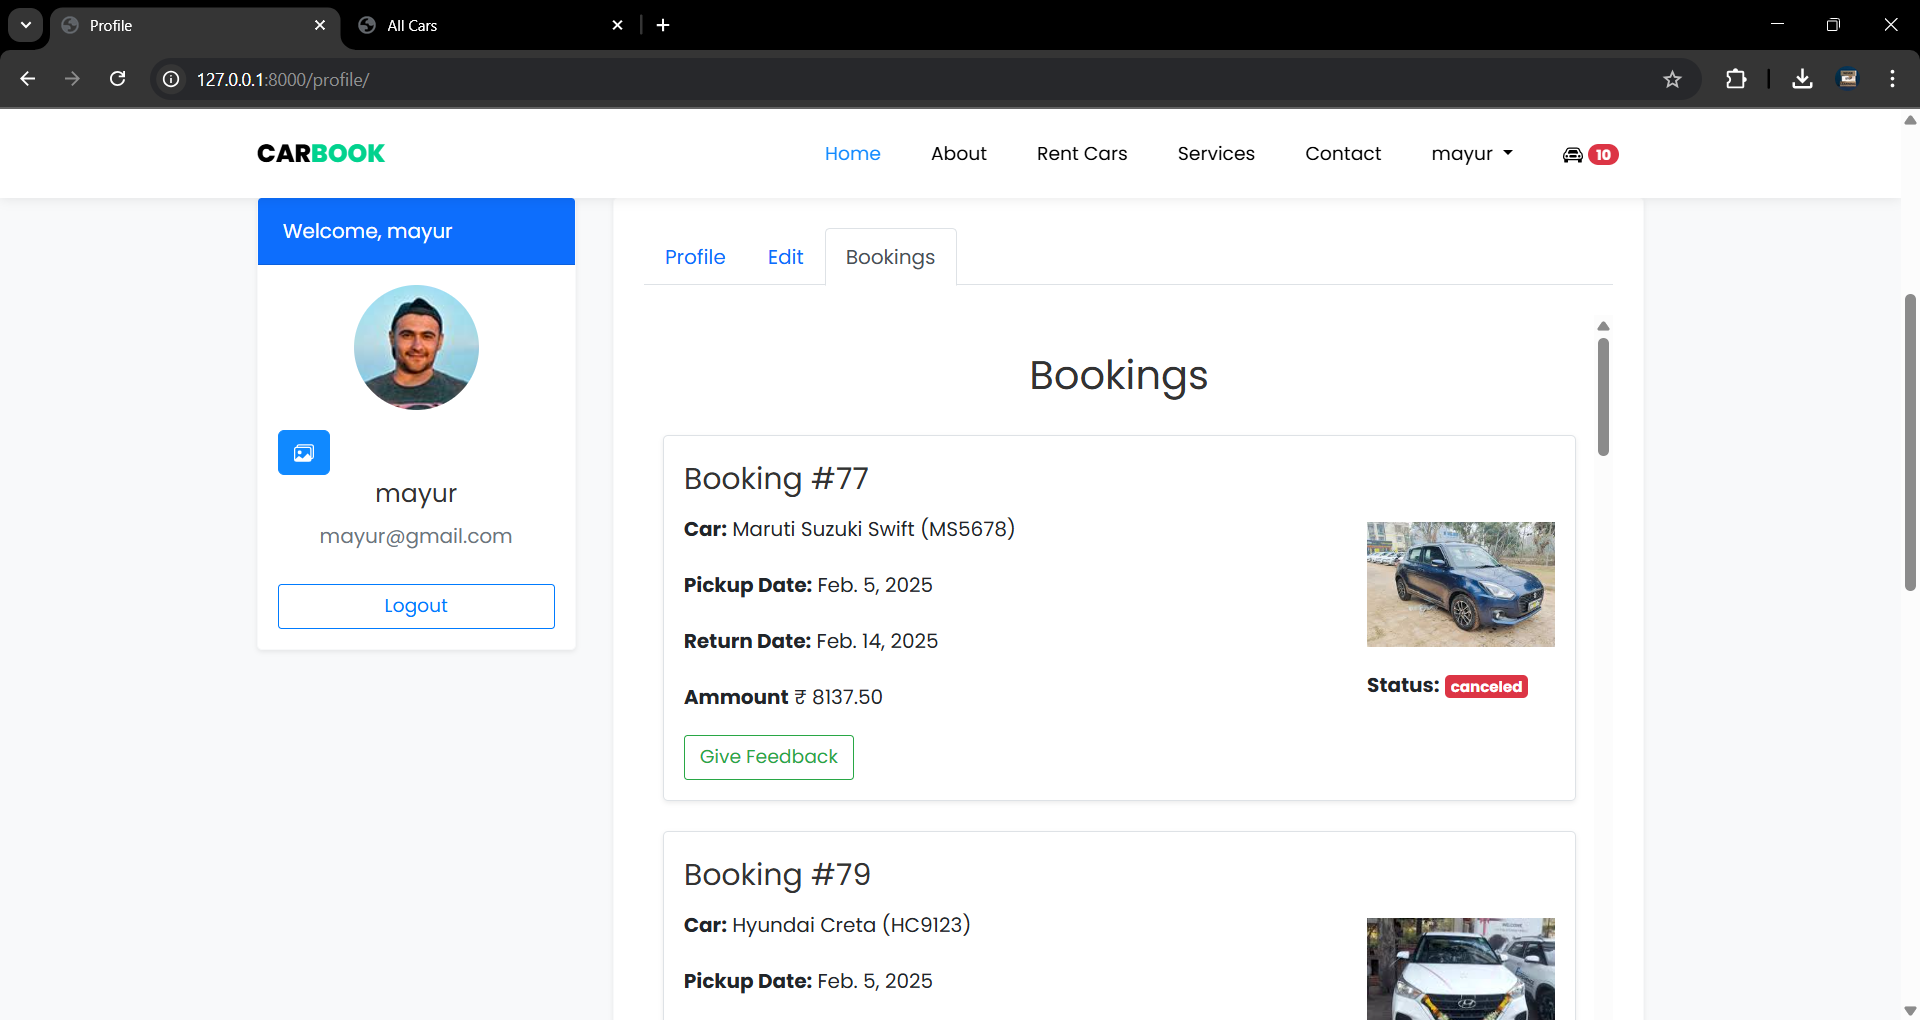 Profile
All Cars
127.0.0.1:8000/profile/
CARBOOK
Home
About
Rent Cars
Services
Contact
mayur
10
Welcome, mayur
mayur
mayur@gmail.com
Logout
Profile
Edit
Bookings
Bookings
Booking #77
Car: Maruti Suzuki Swift (MS5678)
Pickup Date: Feb. 5, 2025
Return Date: Feb. 14, 2025
Ammount ₹ 8137.50
Status: canceled
Give Feedback
Booking #79
Car: Hyundai Creta (HC9123)
Pickup Date: Feb. 5, 2025